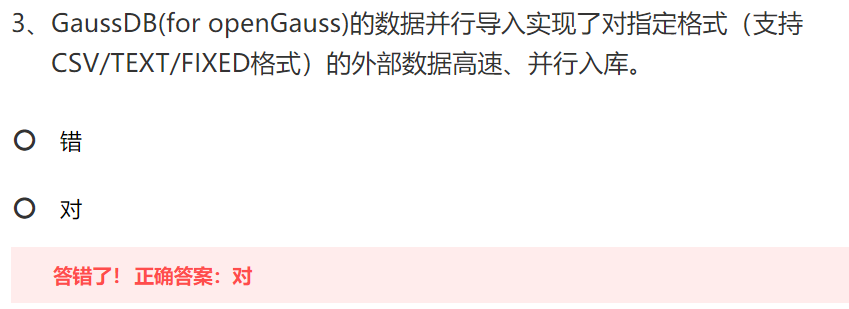 3、GaussDB(for openGauss)的数据并行导入实现了对指定格式（支持
CSV/TEXT/FIXED格式）的外部数据高速、并行入库。
错
对
答错了！正确答案：对